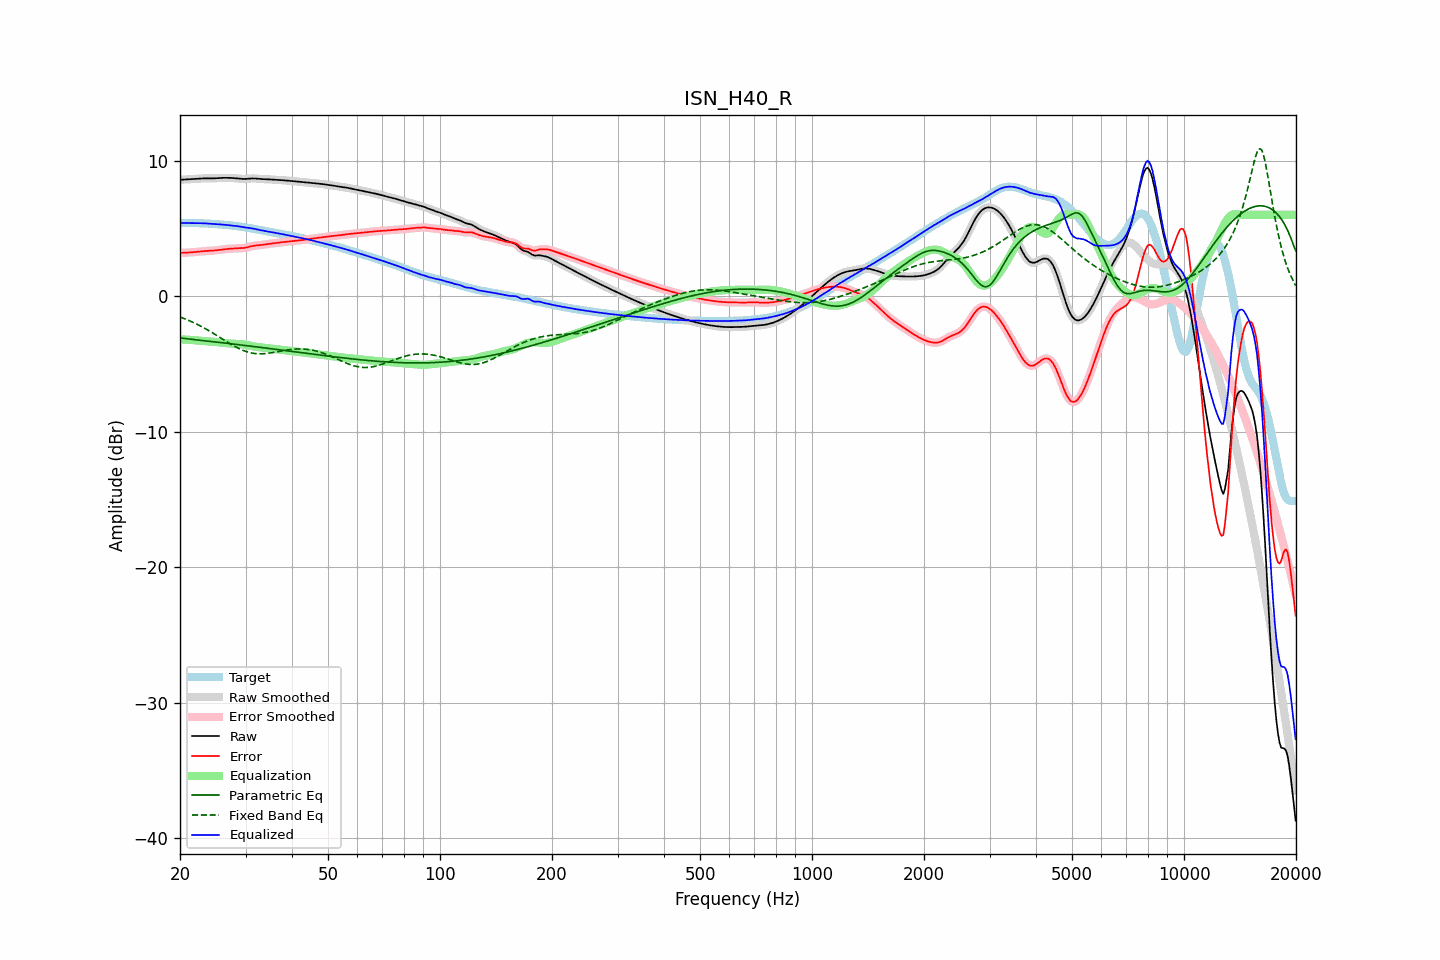 ISN_H40_R
10
0
−10
−20
−30
−40
Amplitude (dBr)
20
50
100
200
500
1000
2000
5000
10000
20000
Frequency (Hz)
Target
Raw Smoothed
Error Smoothed
Raw
Error
Equalization
Parametric Eq
Fixed Band Eq
Equalized